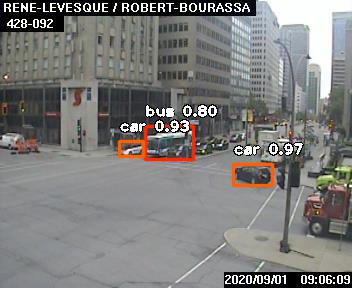 RENE-LEVESQUE / ROBERT-BOURASSA
428-092
bus 0.80
car 0.93
car 0.97
2020/09/01 09:06:09